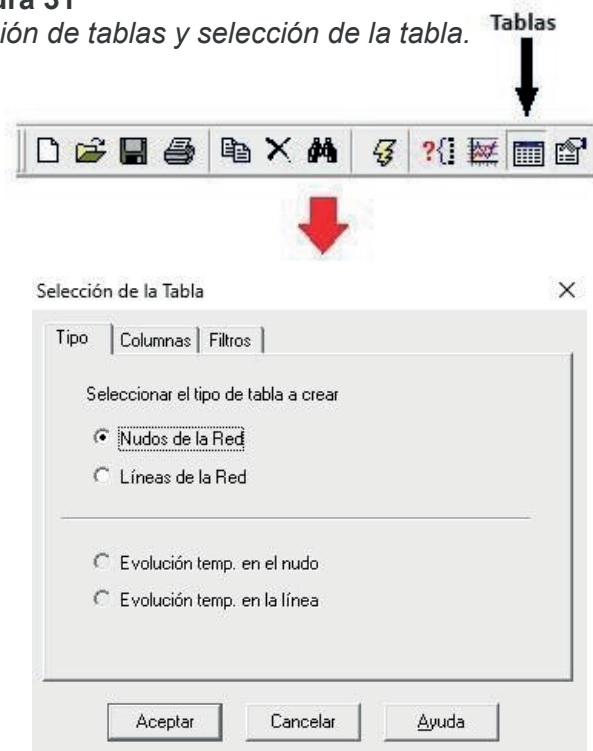 ión de tablas y selección de la tabla.
Tablas
Selección de la Tabla
Tipo
Columnas
Filtros
Seleccionar el tipo de tabla a crear
Nudos de la Red
Líneas de la Red
Evolución temp. en el nudo
Evolución temp. en la línea
Aceptar
Cancelar
Ayuda